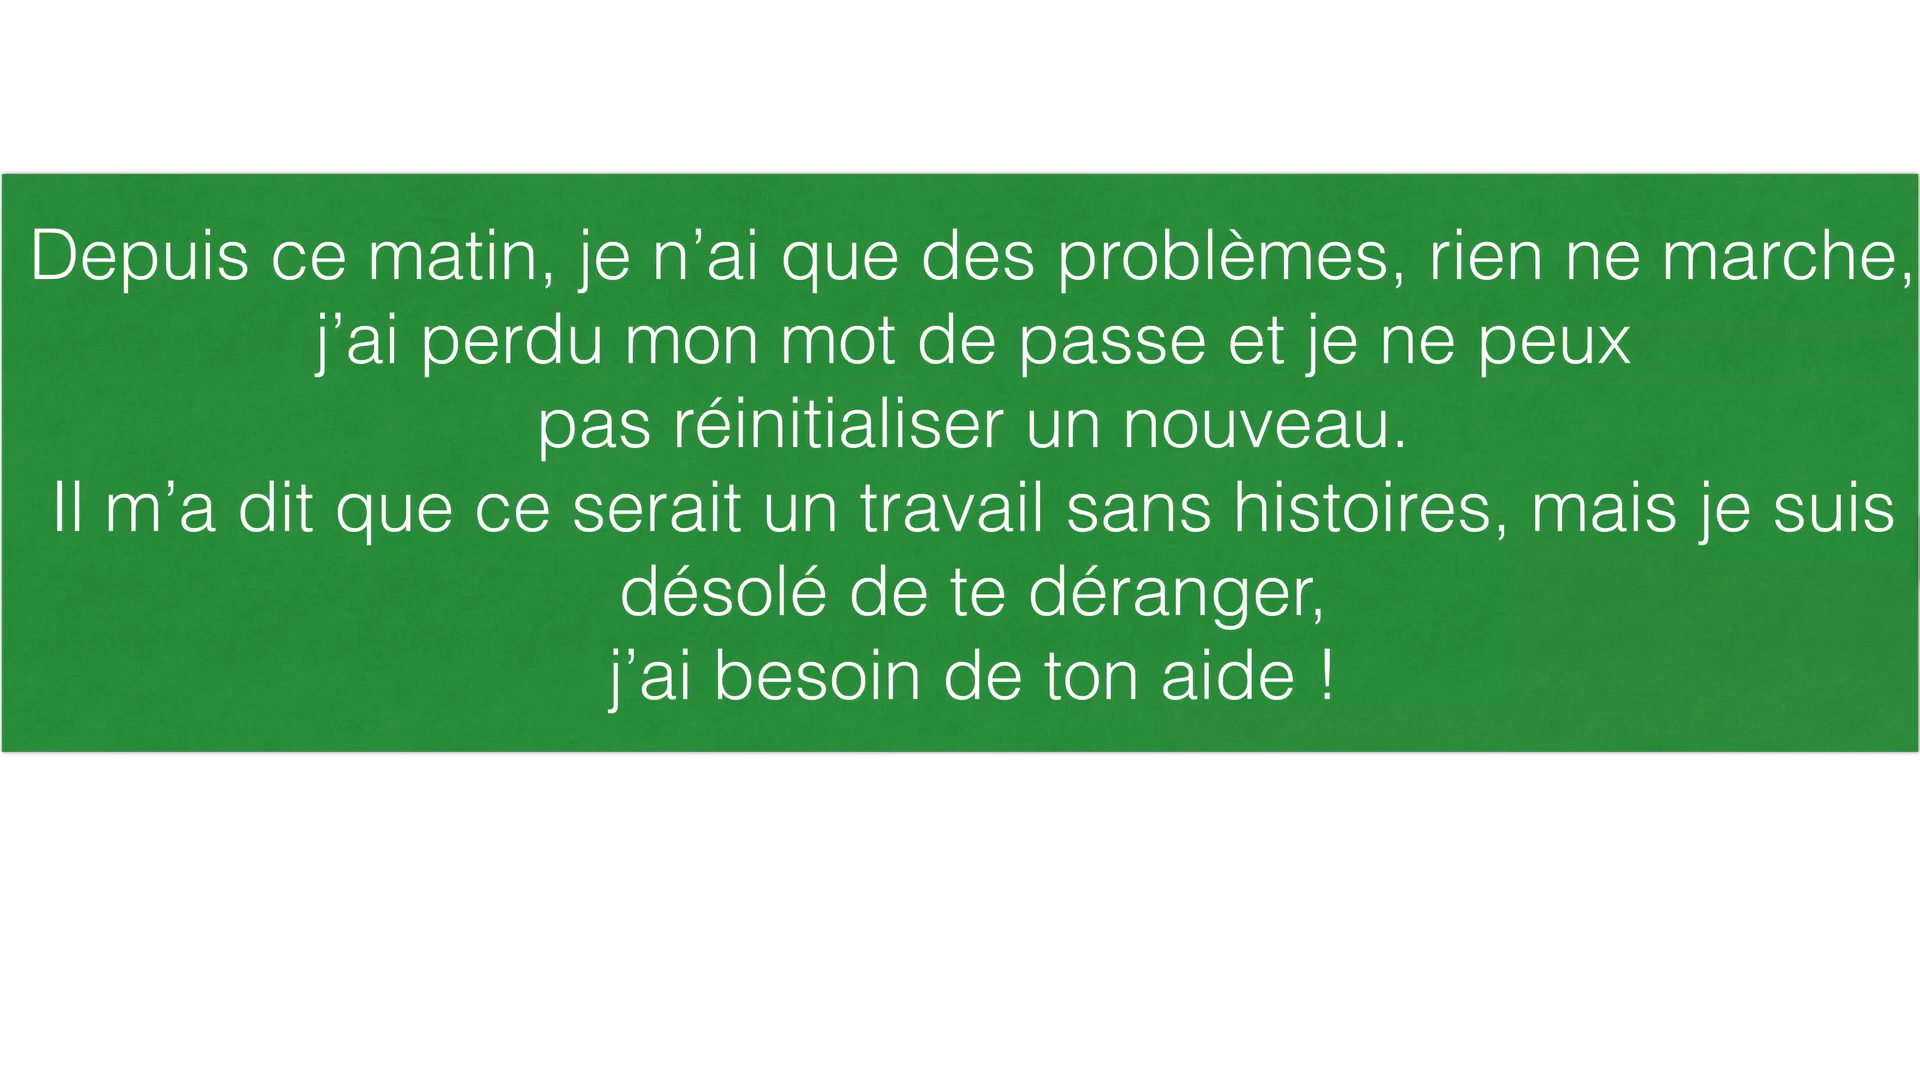 Depuis ce matin, je n’ai que des problèmes, rien ne marche,
j’ai perdu mon mot de passe et je ne peux
pas réinitialiser un nouveau.
Il m’a dit que ce serait un travail sans histoires, mais je suis
désolé de te déranger,
j’ai besoin de ton aide !